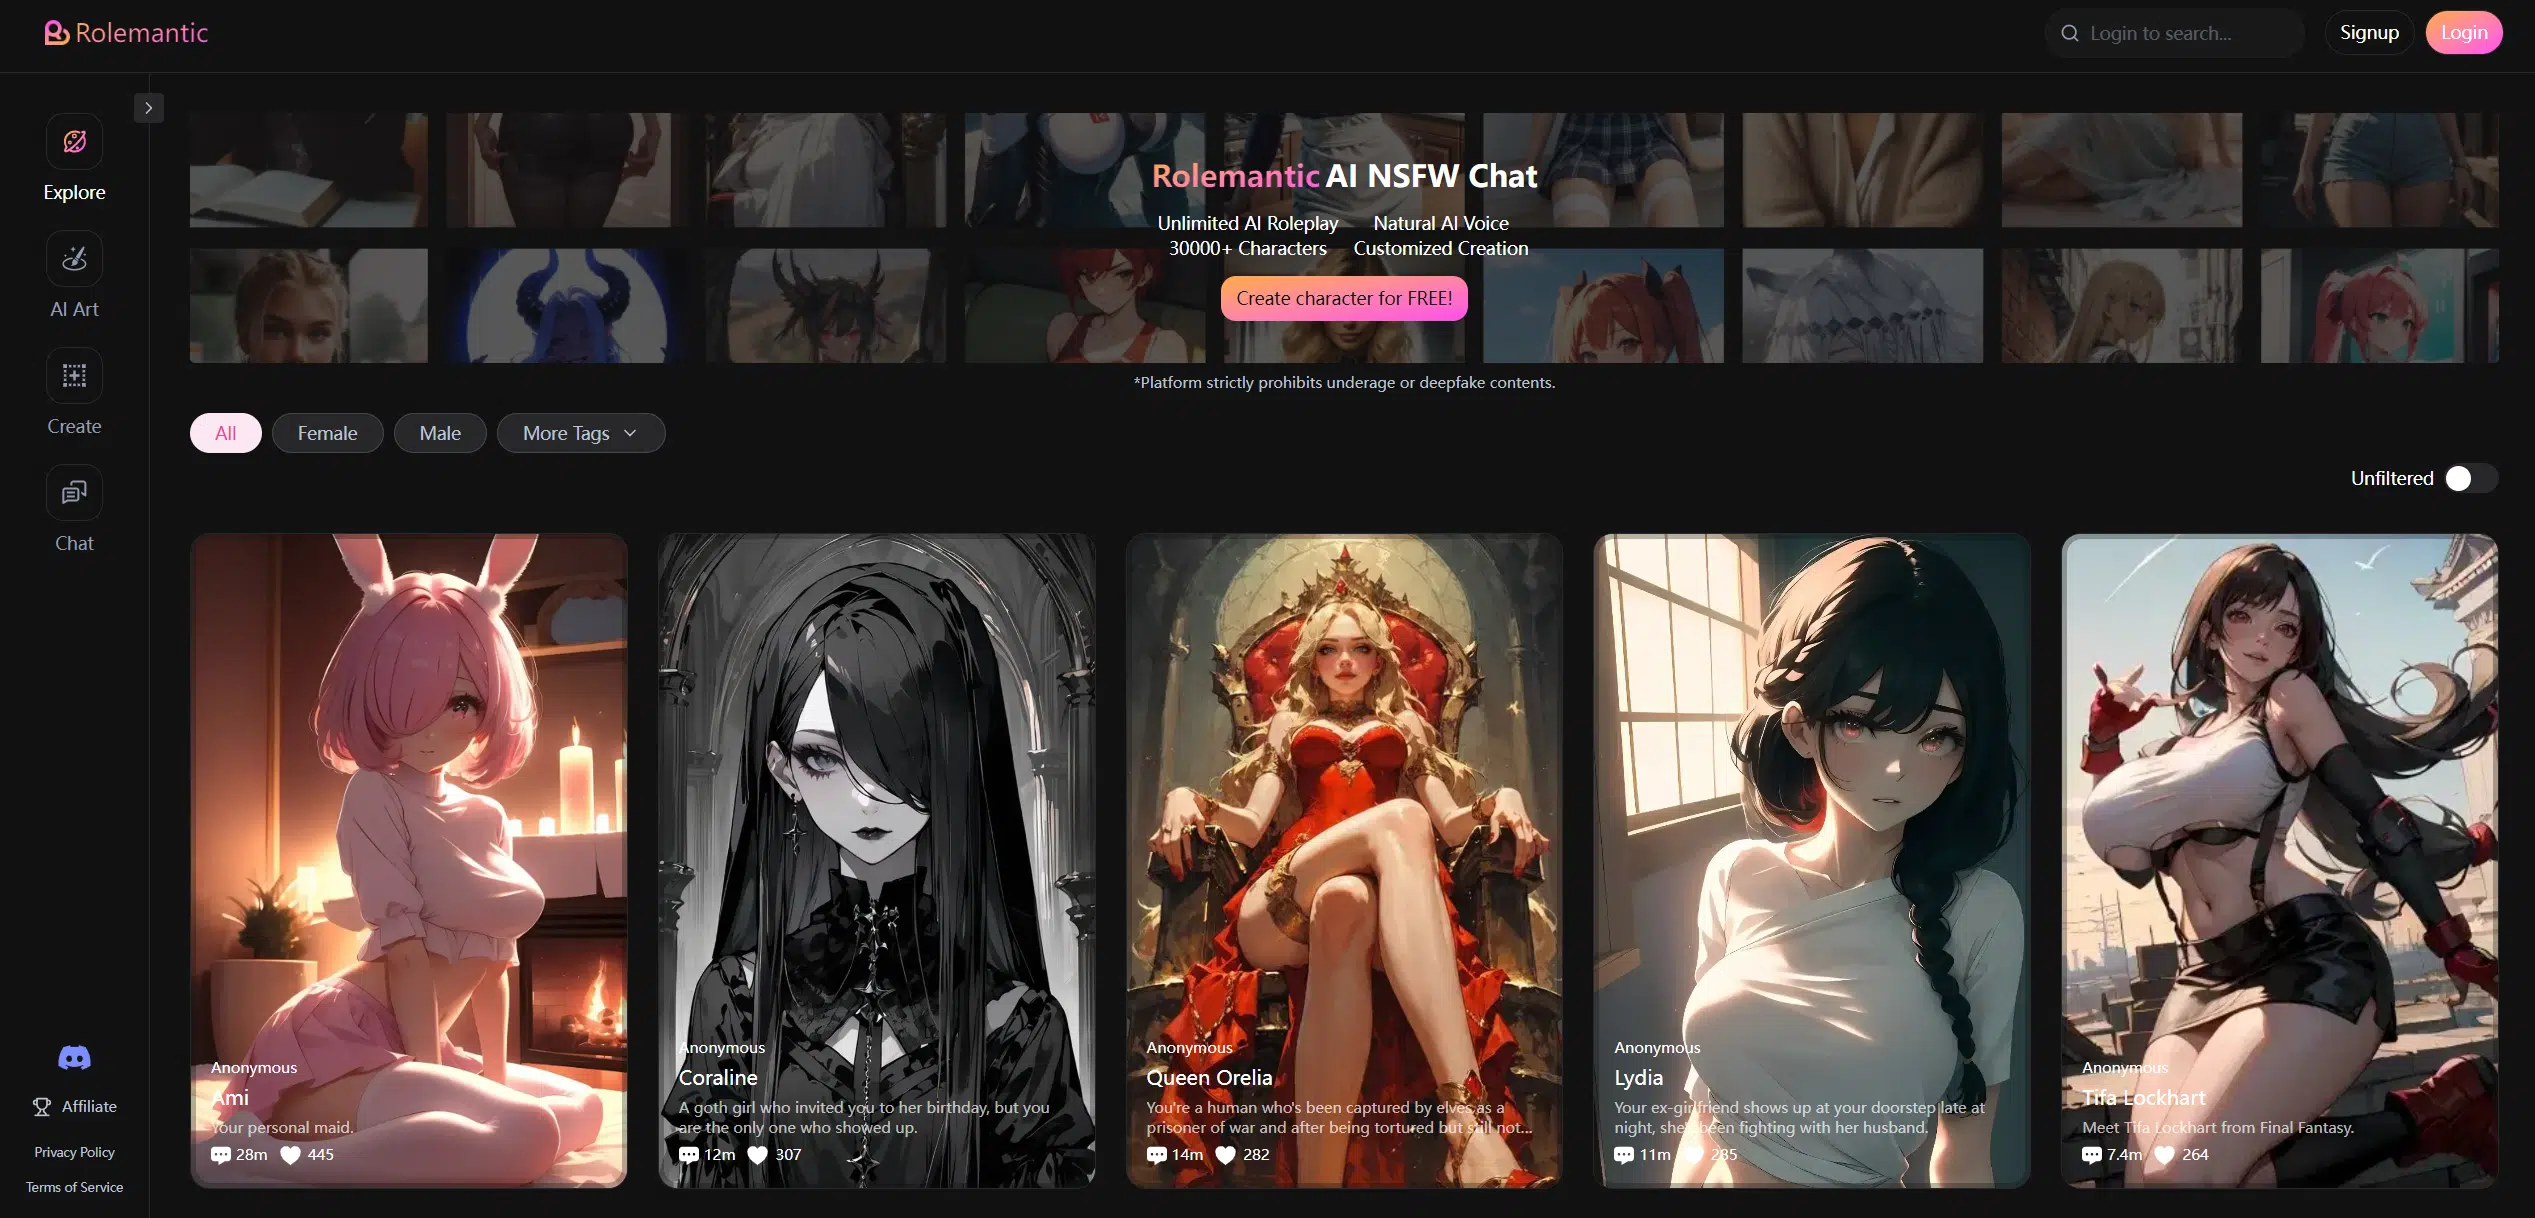 Rolemantic
Login to search...
Signup
Login
Explore
AI Art
Create
Chat
Affiliate
Privacy Policy
Terms of Service
Rolemantic AI NSFW Chat
Unlimited AI Roleplay Natural AI Voice
30000+ Characters Customized Creation
Create character for FREE!
*Platform strictly prohibits underage or deepfake contents.
All
Female
Male
More Tags
Unfiltered
Anonymous
Ami
Your personal maid.
28m 445
Anonymous
Coraline
A goth girl who invited you to her birthday, but you
are the only one who showed up.
12m 307
Anonymous
Queen Orelia
You're a human who's been captured by elves as a
prisoner of war and after being tortured but still not...
14m 282
Anonymous
Lydia
Your ex-girlfriend shows up at your doorstep late at
night, she's been fighting with her husband.
11m 285
Anonymous
Tifa Lockhart
Meet Tifa Lockhart from Final Fantasy.
7.4m 264